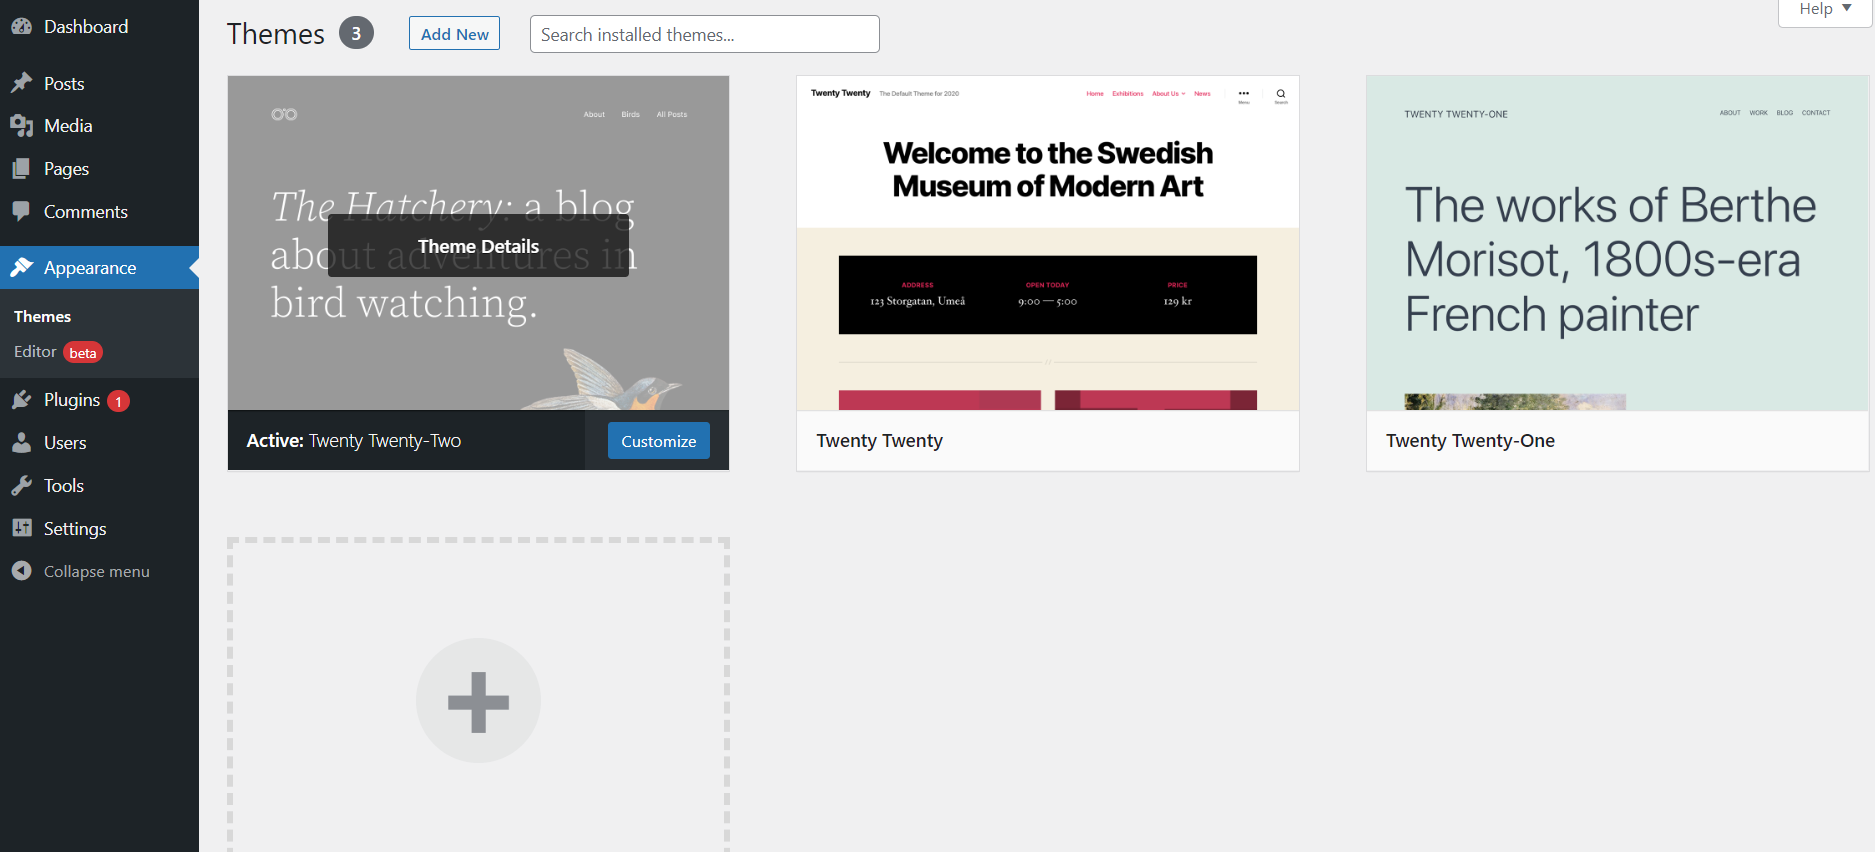 Dashboard
Posts
Media
Pages
Comments
Appearance
Themes
Editor beta
Plugins 1
Users
Tools
Settings
Collapse menu
Themes 3
Add New
Search installed themes...
Help
About Birds All Posts
The Hatchery: a blog
about adventures in
bird watching.
Theme Details
Active: Twenty Twenty-Two
Customize
Twenty Twenty The Default Theme for 2020
Home Exhibitions About Us News
Menu
Search
Welcome to the Swedish
Museum of Modern Art
ADDRESS OPEN TODAY PRICE
123 Storgatan, Umeå 9:00 — 5:00 129 kr
Twenty Twenty
TWENTY TWENTY-ONE
ABOUT WORK BLOG CONTACT
The works of Berthe
Morisot, 1800s-era
French painter
Twenty Twenty-One